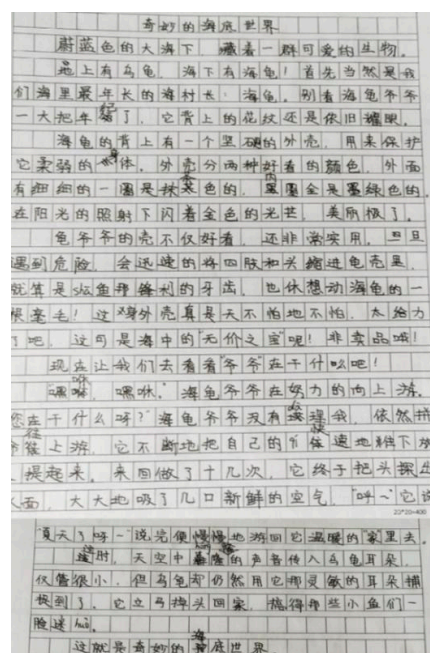 奇妙的海底世界
蔚蓝色的大海下 藏着一群可爱的生物。
地上有乌龟，海下有海龟！首先当然是我
们海里最年长的海村长：海龟。别看海龟爷爷
一大把年纪了，它背上的花纹还是依旧耀眼。
海龟的背上有一个坚硬的外壳，用来保护
它柔弱的身体。外壳分两种好看的颜色，外面
有细细的一圈是茶色的，内圈全是墨绿色的。
在阳光的照射下闪着金色的光芒，美丽极了。
龟爷爷的壳不仅好看，还非常实用。一旦
遇到危险，会迅速的将四肢和头缩进龟壳里，
就算是sha鱼那锋利的牙齿，也休想动海龟的一
根毫毛！这外壳真是天不怕地不怕，太给力
了吧，这可是海中的"无价之宝"呢！非卖品哦！
现在让我们去看看"爷爷"在干什么吧！
"嘿咻，嘿咻。"海龟爷爷在努力的向上游。
您在干什么呀？"海龟爷爷没有理我，依然拼
往上游，它不断地把自己的身体快速地
提起来，来回做了十几次，它终于把头探出
水面，大大地吸了几口新鲜的空气，"呼~"它说
20*20=400
"夏天了呀~"说完便慢慢地游回它温暖的"家"里去。
这时，天空中的声音传入乌龟耳朵，
仅管很小，但乌龟却仍然用它那灵敏的耳朵捕
捉到了，它立马掉头回家，搞得那些小鱼们一
脸迷huò。
这就是奇妙的海底世界